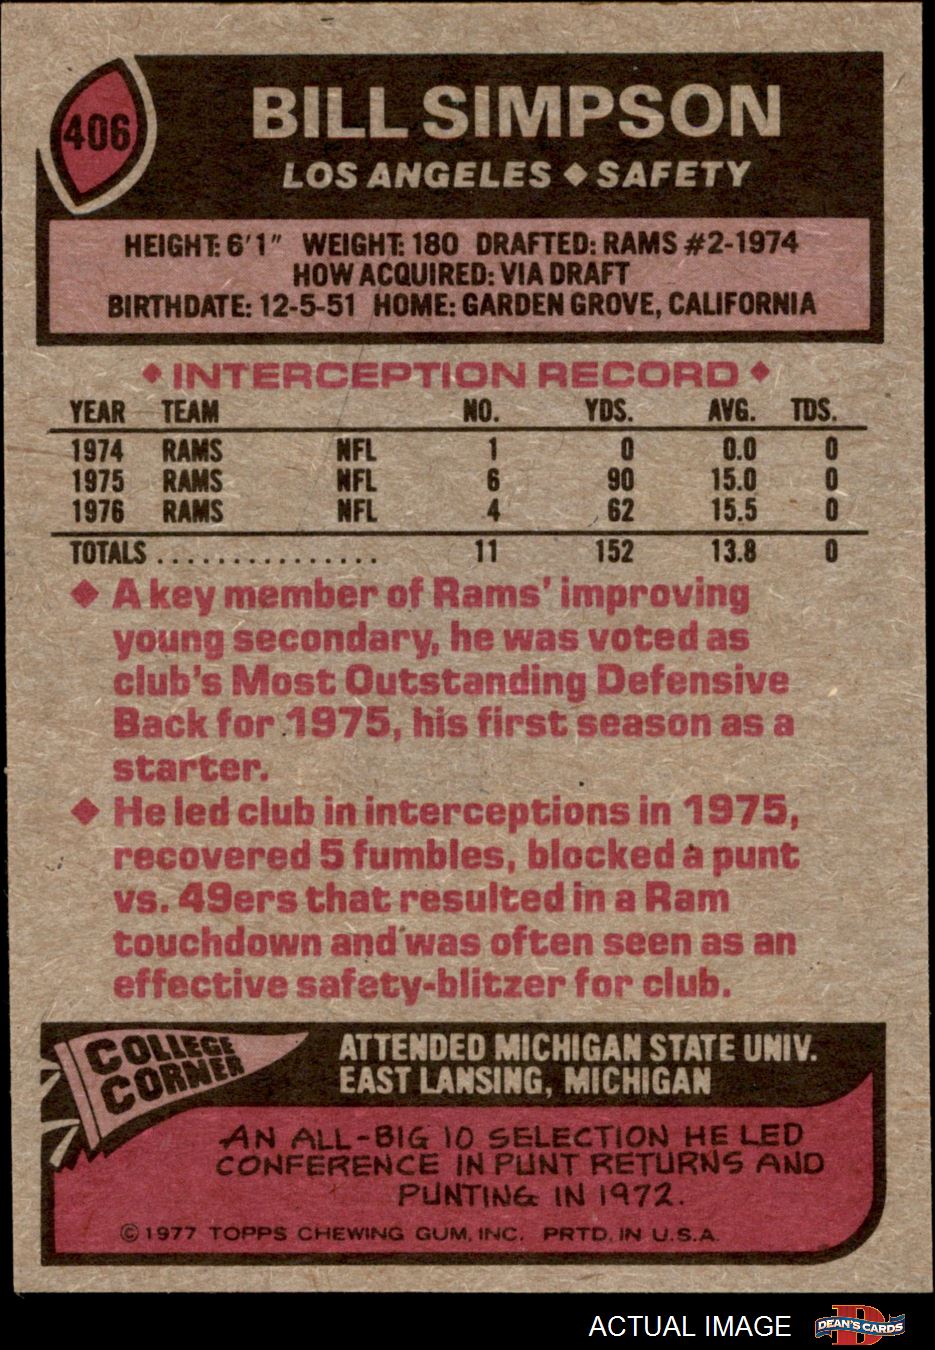 406
BILL SIMPSON
LOS ANGELES ◆ SAFETY
HEIGHT: 6'1" WEIGHT: 180 DRAFTED: RAMS #2-1974
HOW ACQUIRED: VIA DRAFT
BIRTHDATE: 12-5-51 HOME: GARDEN GROVE, CALIFORNIA
◆ INTERCEPTION RECORD ◆
YEAR TEAM NO. YDS. AVG. TDS.
1974 RAMS NFL 1 0 0.0 0
1975 RAMS NFL 6 90 15.0 0
1976 RAMS NFL 4 62 15.5 0
TOTALS ................ 11 152 13.8 0
◆ A key member of Rams' improving
young secondary, he was voted as
club's Most Outstanding Defensive
Back for 1975, his first season as a
starter.
◆ He led club in interceptions in 1975,
recovered 5 fumbles, blocked a punt
vs. 49ers that resulted in a Ram
touchdown and was often seen as an
effective safety-blitzer for club.
COLLEGE
CORNER
ATTENDED MICHIGAN STATE UNIV.
EAST LANSING, MICHIGAN
AN ALL-BIG 10 SELECTION HE LED
CONFERENCE IN PUNT RETURNS AND
PUNTING IN 1972.
© 1977 TOPPS CHEWING GUM, INC. PRTD. IN U.S.A.
ACTUAL IMAGE
D
DEAN'S CARDS